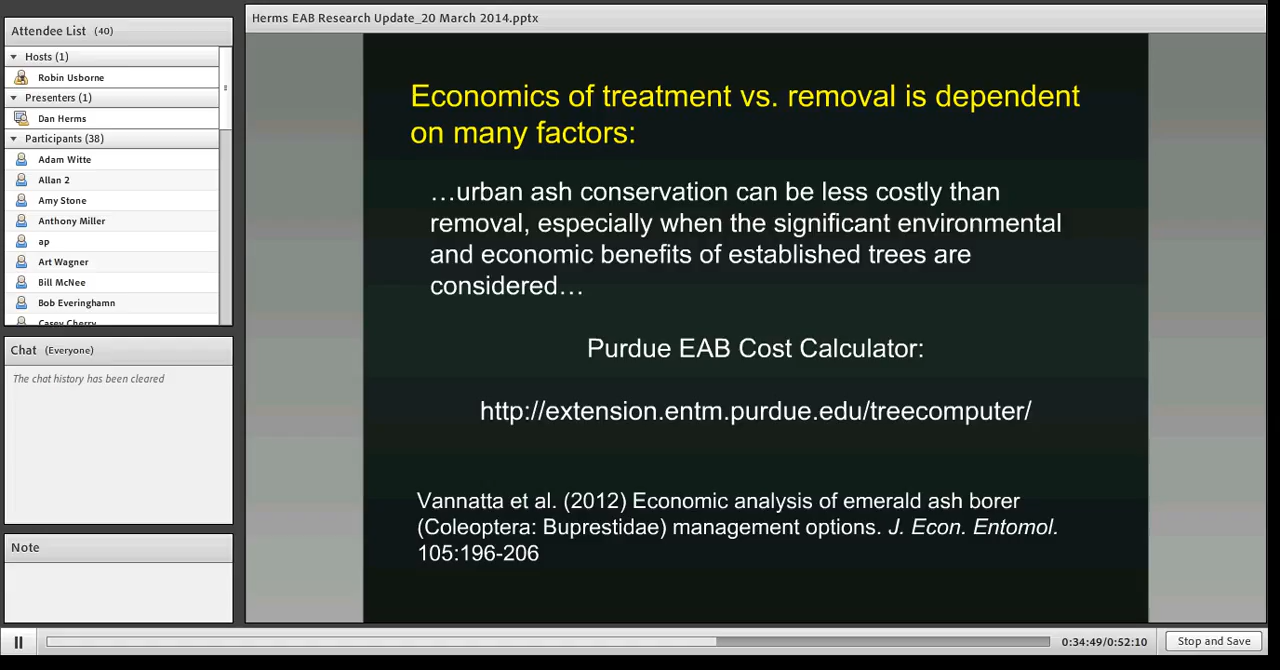 Herms EAB Research Update_20 March 2014.pptx
Attendee List (40)
Hosts (1)
Robin Usborne
Presenters (1)
Dan Herms
Participants (38)
Adam Witte
Allan 2
Amy Stone
Anthony Miller
ap
Art Wagner
Bill McNee
Bob Everinghamn
Casey Cherry
Chat (Everyone)
The chat history has been cleared
Note
Economics of treatment vs. removal is dependent
on many factors:
…urban ash conservation can be less costly than
removal, especially when the significant environmental
and economic benefits of established trees are
considered…
Purdue EAB Cost Calculator:
http://extension.entm.purdue.edu/treecomputer/
Vannatta et al. (2012) Economic analysis of emerald ash borer
(Coleoptera: Buprestidae) management options. J. Econ. Entomol.
105:196-206
0:34:49/0:52:10
Stop and Save